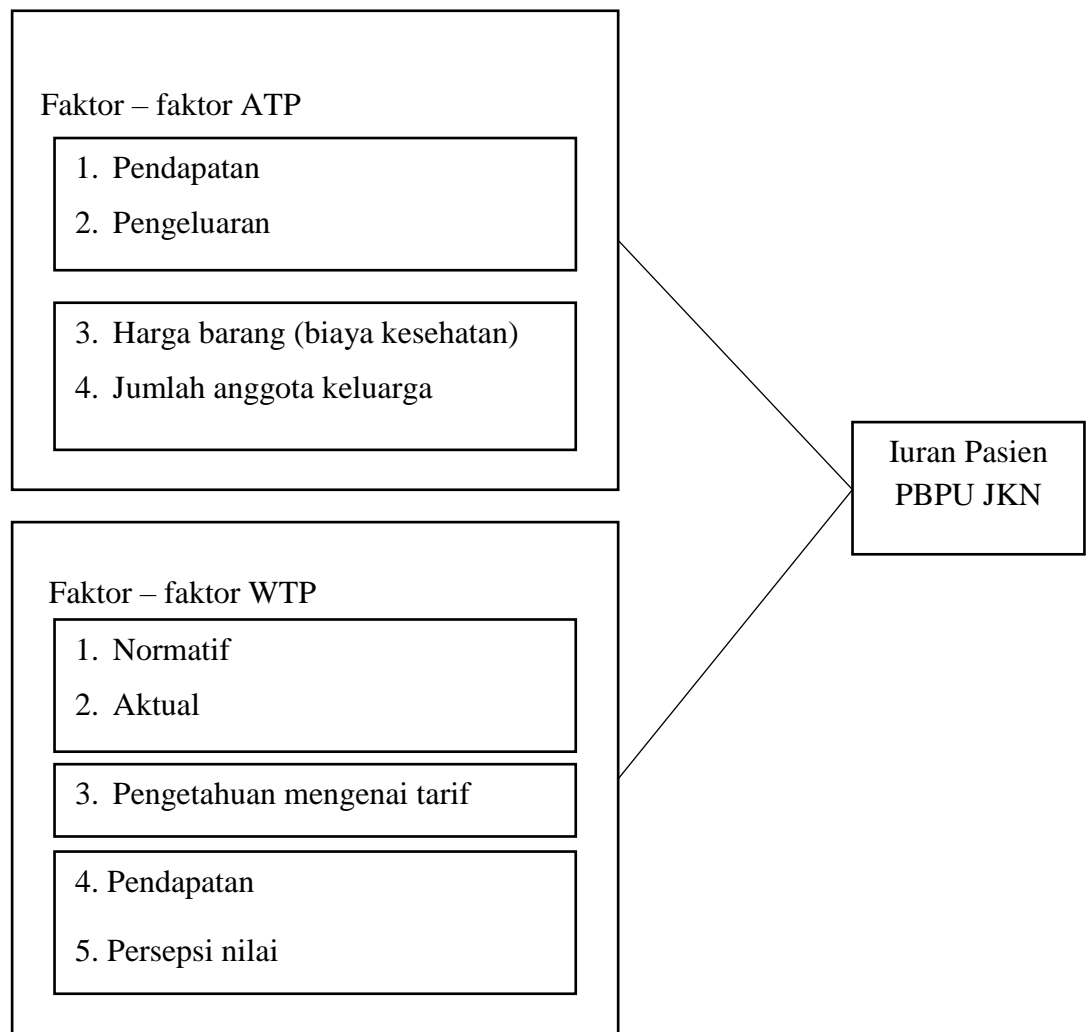 Faktor – faktor ATP
1. Pendapatan
2. Pengeluaran
3. Harga barang (biaya kesehatan)
4. Jumlah anggota keluarga
Iuran Pasien
PBPU JKN
Faktor – faktor WTP
1. Normatif
2. Aktual
3. Pengetahuan mengenai tarif
4. Pendapatan
5. Persepsi nilai